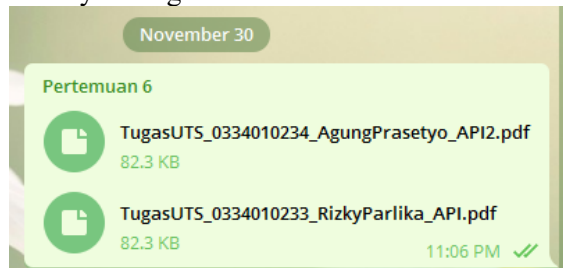 November 30
Pertemuan 6
TugasUTS_0334010234_AgungPrasetyo_API2.pdf
82.3 KB
TugasUTS_0334010233_RizkyParlika_API.pdf
82.3 KB
11:06 PM